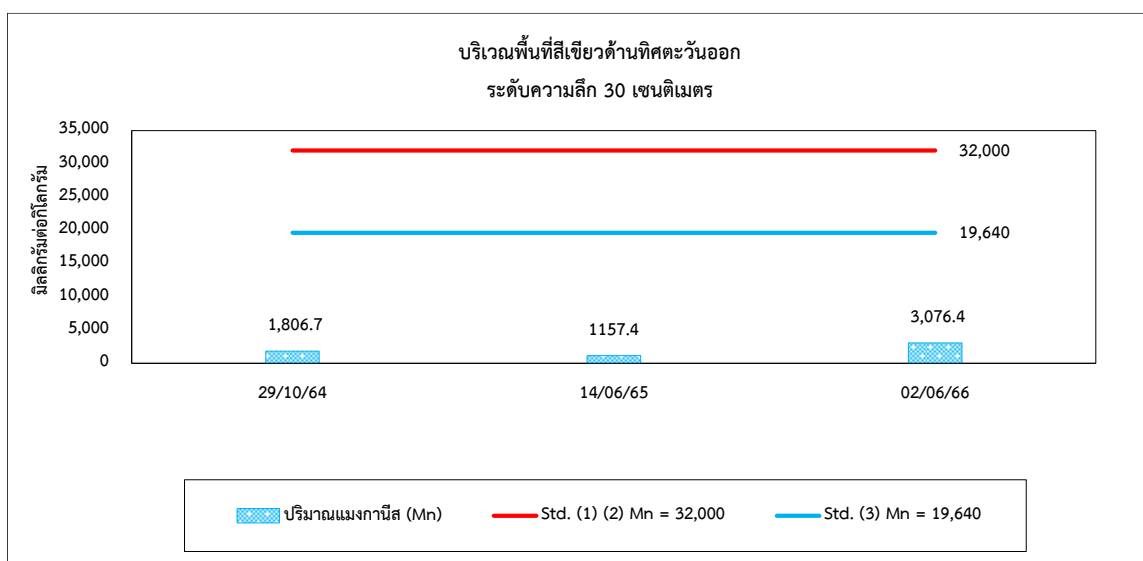 บริเวณพื้นที่สีเขียวด้านทิศตะวันออก
ระดับความลึก 30 เซนติเมตร
มิลลิกรัมต่อกิโลกรัม
35,000
30,000
25,000
20,000
15,000
10,000
5,000
0
32,000
19,640
1,806.7
1157.4
3,076.4
29/10/64
14/06/65
02/06/66
ปริมาณแมงกานีส (Mn)
Std. (1) (2) Mn = 32,000
Std. (3) Mn = 19,640